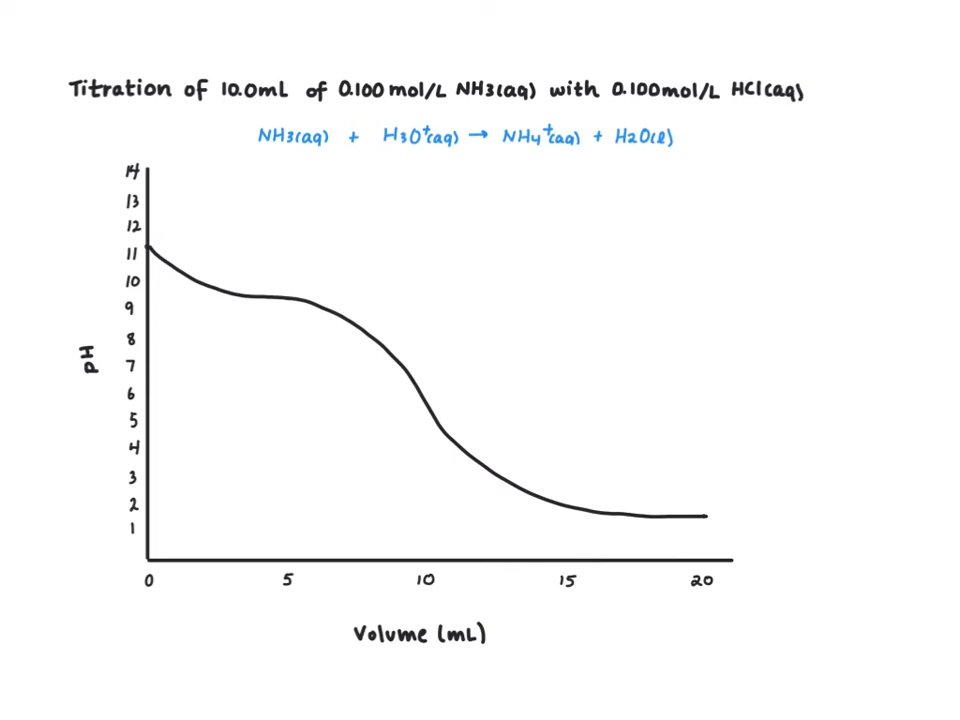 Titration of 10.0mL of 0.100 mol/L NH3(aq) with 0.100mol/L HCl(aq)
NH3(aq) + H3O+(aq) → NH4+(aq) + H2O(l)
14
13
12
11
10
9
8
7
6
5
4
3
2
1
pH
0 5 10 15 20
Volume (mL)